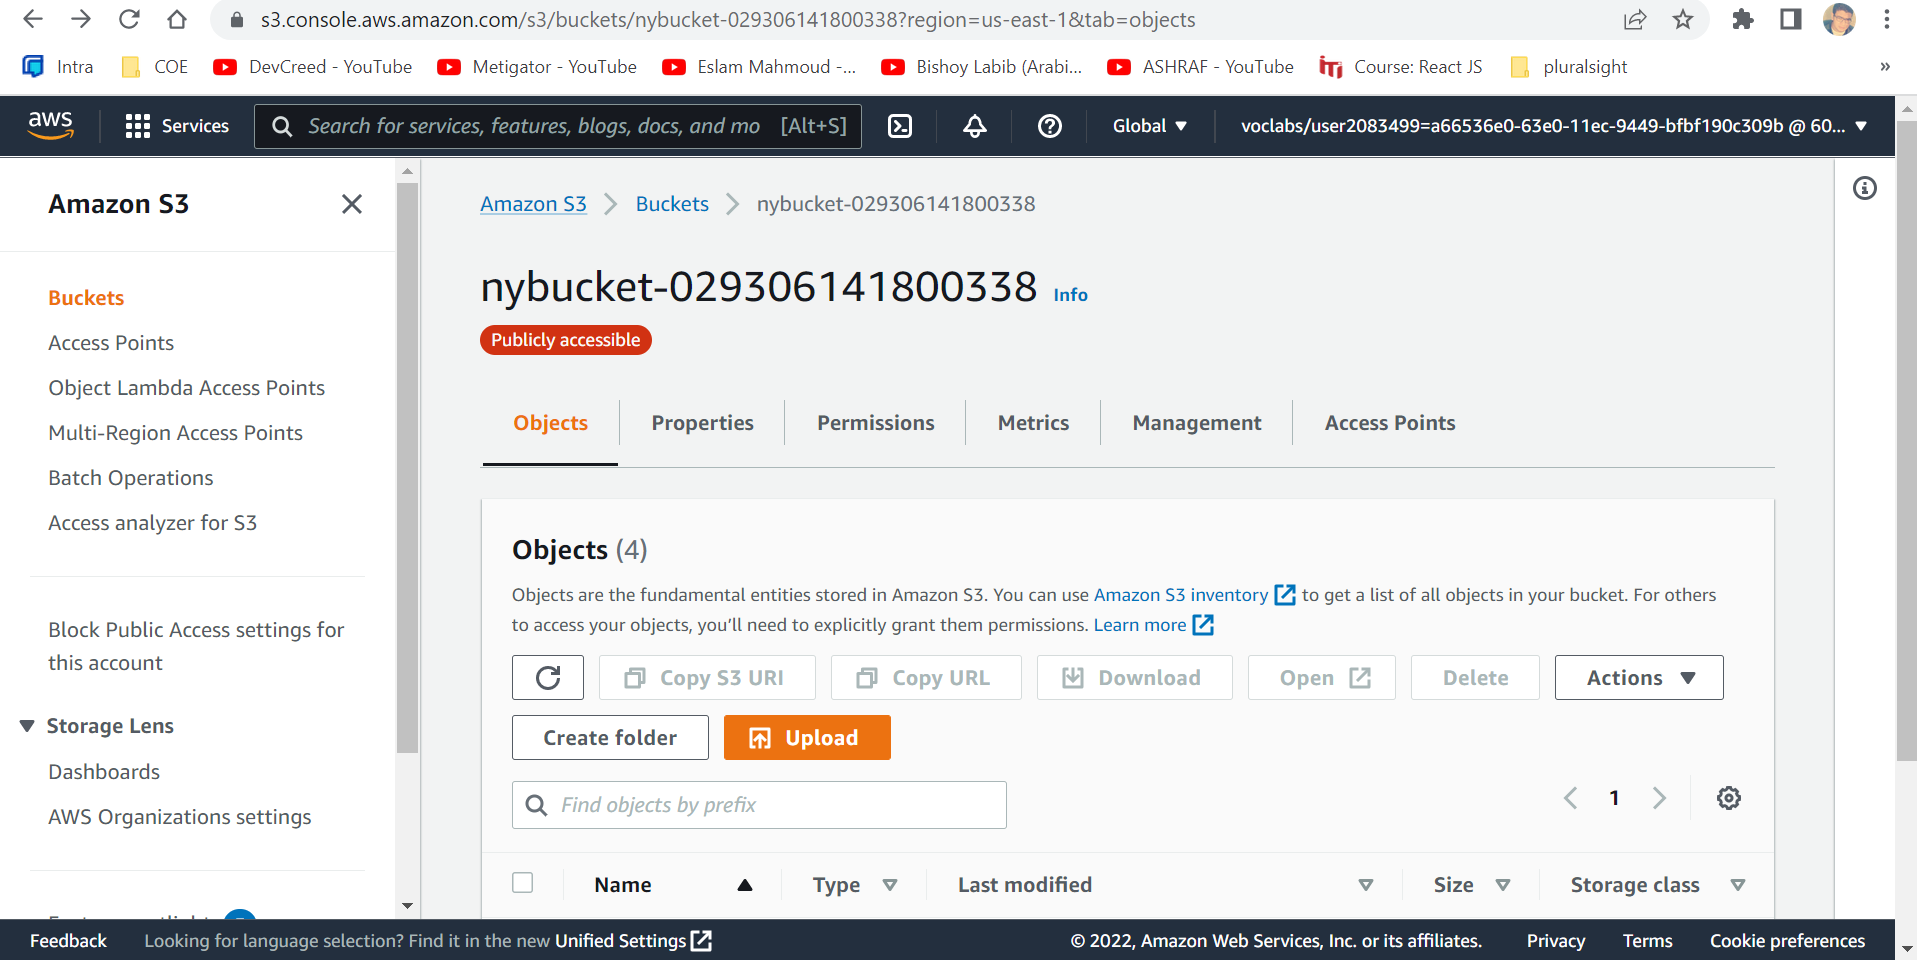 s3.console.aws.amazon.com/s3/buckets/nybucket-029306141800338?region=us-east-1&tab=objects
Intra COE DevCreed - YouTube Metigator - YouTube Eslam Mahmoud -... Bishoy Labib (Arabi... ASHRAF - YouTube Course: React JS pluralsight »
aws Services Search for services, features, blogs, docs, and mo [Alt+S] Global voclabs/user2083499=a66536e0-63e0-11ec-9449-bfbf190c309b @ 60...
Amazon S3
Buckets
Access Points
Object Lambda Access Points
Multi-Region Access Points
Batch Operations
Access analyzer for S3
Block Public Access settings for
this account
Storage Lens
Dashboards
AWS Organizations settings
Amazon S3 Buckets nybucket-029306141800338
nybucket-029306141800338 Info
Publicly accessible
Objects Properties Permissions Metrics Management Access Points
Objects (4)
Objects are the fundamental entities stored in Amazon S3. You can use Amazon S3 inventory to get a list of all objects in your bucket. For others
to access your objects, you’ll need to explicitly grant them permissions. Learn more
Copy S3 URI Copy URL Download Open Delete Actions
Create folder Upload
Find objects by prefix 1
Name Type Last modified Size Storage class
Feedback Looking for language selection? Find it in the new Unified Settings © 2022, Amazon Web Services, Inc. or its affiliates. Privacy Terms Cookie preferences